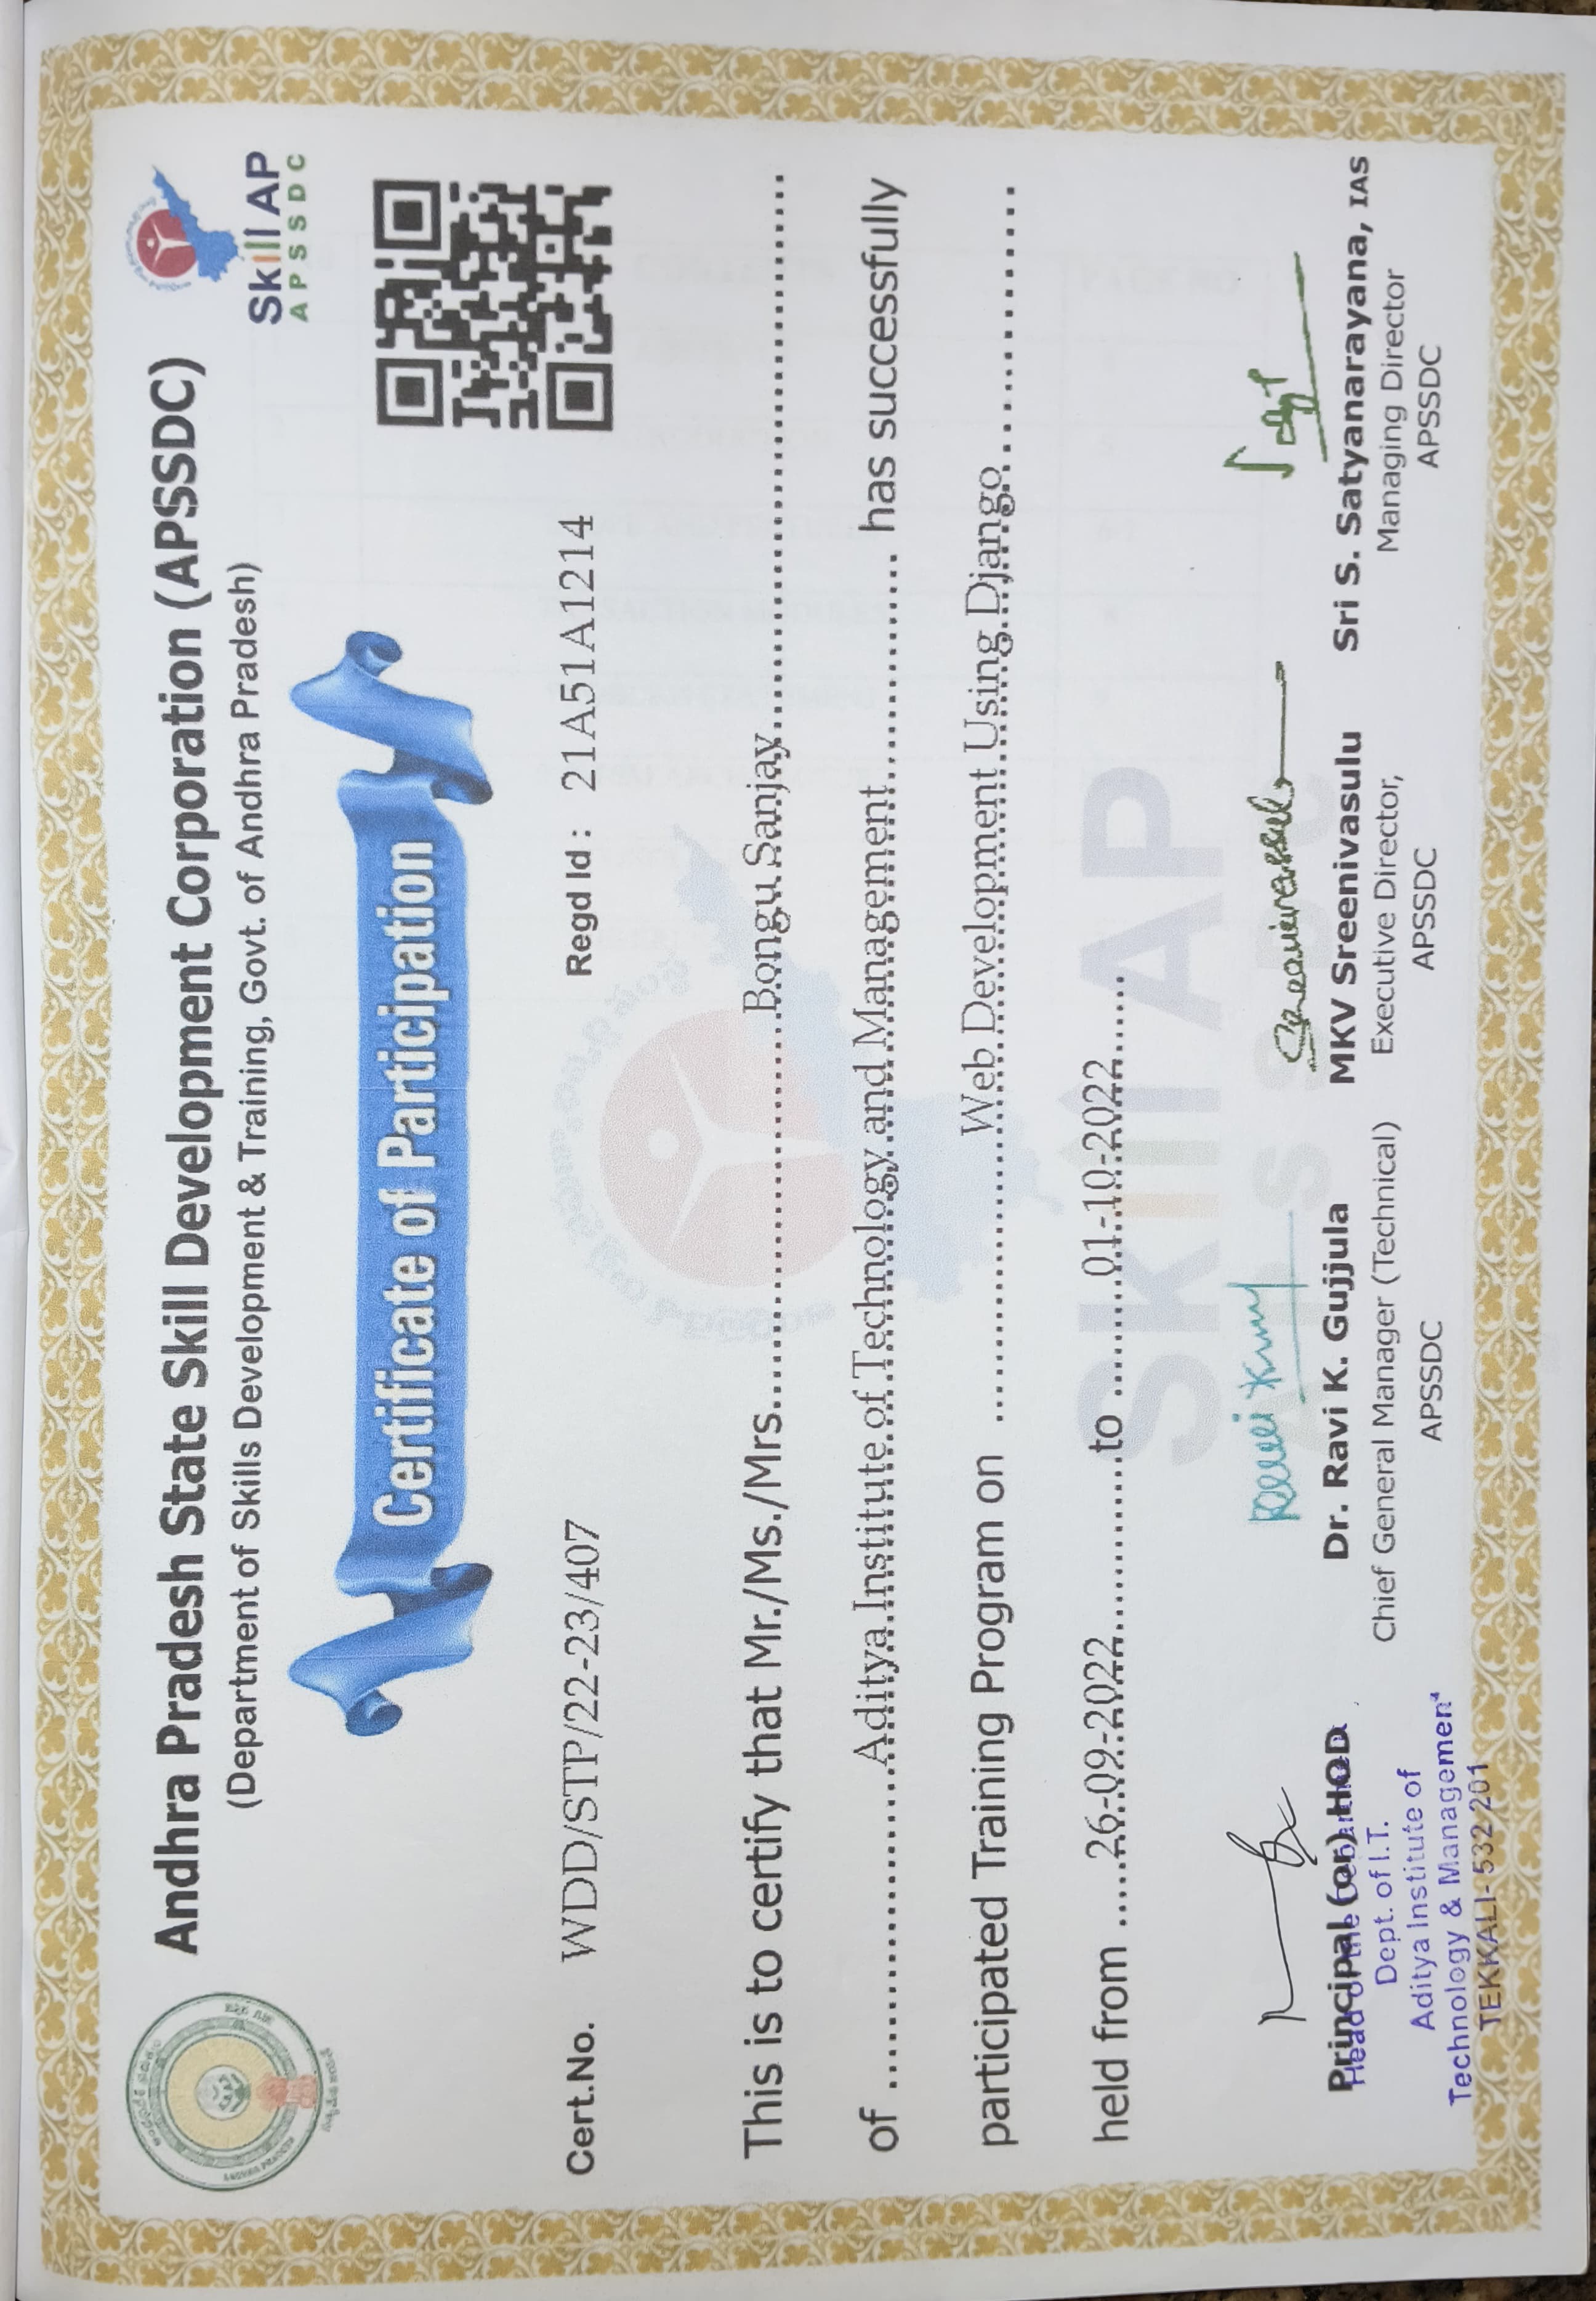 Andhra Pradesh State Skill Development Corporation (APSSDC)
(Department of Skills Development & Training, Govt. of Andhra Pradesh)
Skill AP
APSSDC
Certificate of Participation
Cert.No. WDD/STP/22-23/407
Regd Id : 21A51A1214
This is to certify that Mr./Ms./Mrs..........................Bongu Sanjay....................................
of ......................Aditya Institute of Technology and Management............... has successfully
participated Training Program on ...................Web Development Using Django..................
held from .....26-09-2022.............to .........01-10-2022......
Skill AP
APSSDC
Principal (or) HOD
Head of the Department
Dept. of I.T.
Aditya Institute of
Technology & Management
TEKKALI- 532 201
Dr. Ravi K. Gujjula
Chief General Manager (Technical)
APSSDC
MKV Sreenivasulu
Executive Director,
APSSDC
Sri S. Satyanarayana, IAS
Managing Director
APSSDC